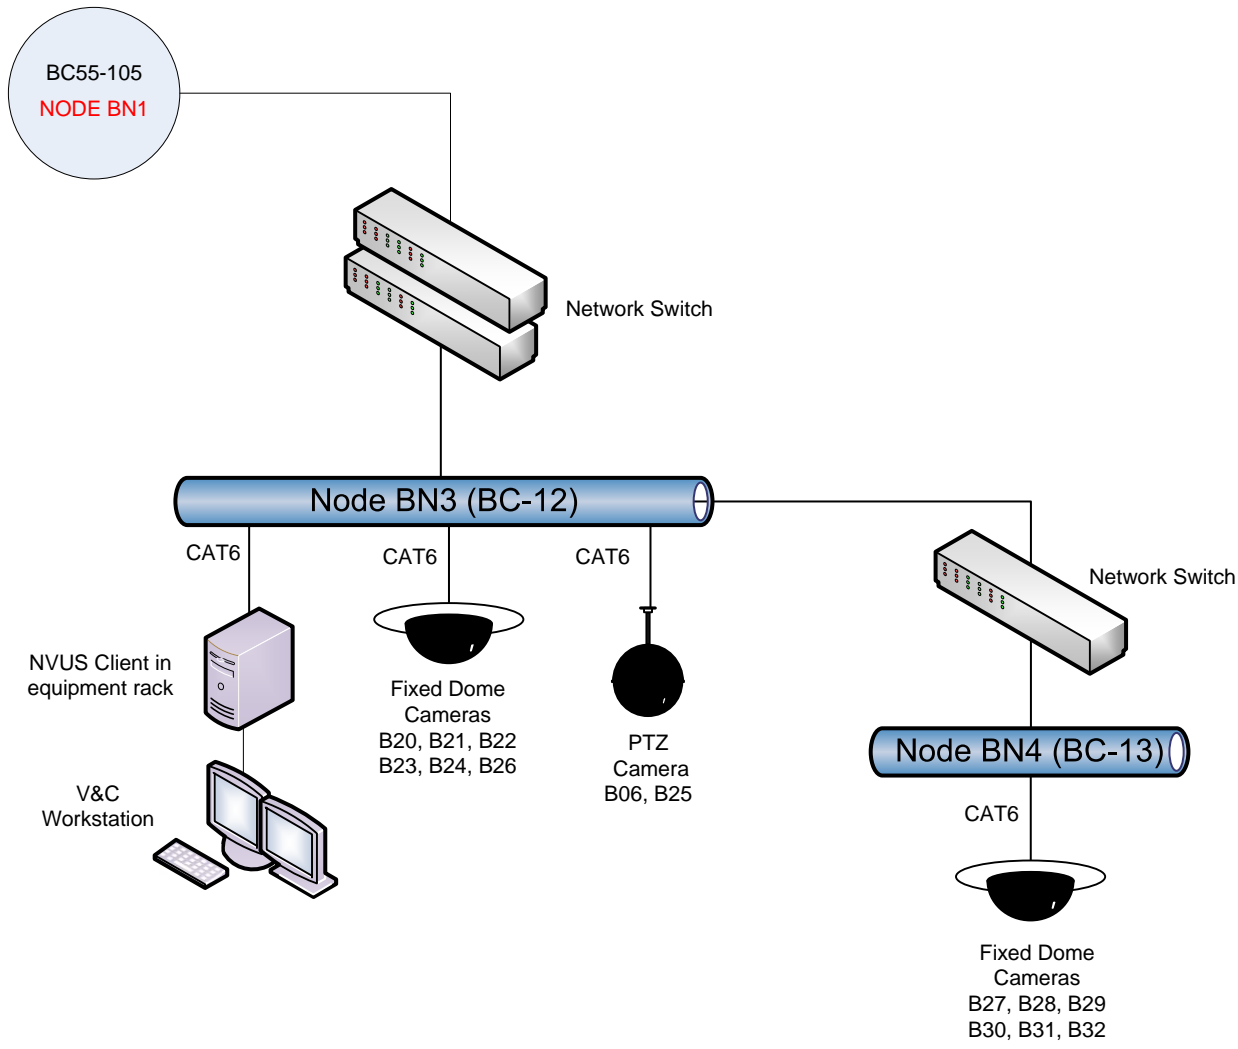 BC55-105
NODE BN1
Network Switch
Node BN3 (BC-12)
CAT6
CAT6
CAT6
Network Switch
NVUS Client in
equipment rack
Fixed Dome
Cameras
B20, B21, B22
B23, B24, B26
PTZ
Camera
B06, B25
Node BN4 (BC-13)
V&C
Workstation
CAT6
Fixed Dome
Cameras
B27, B28, B29
B30, B31, B32